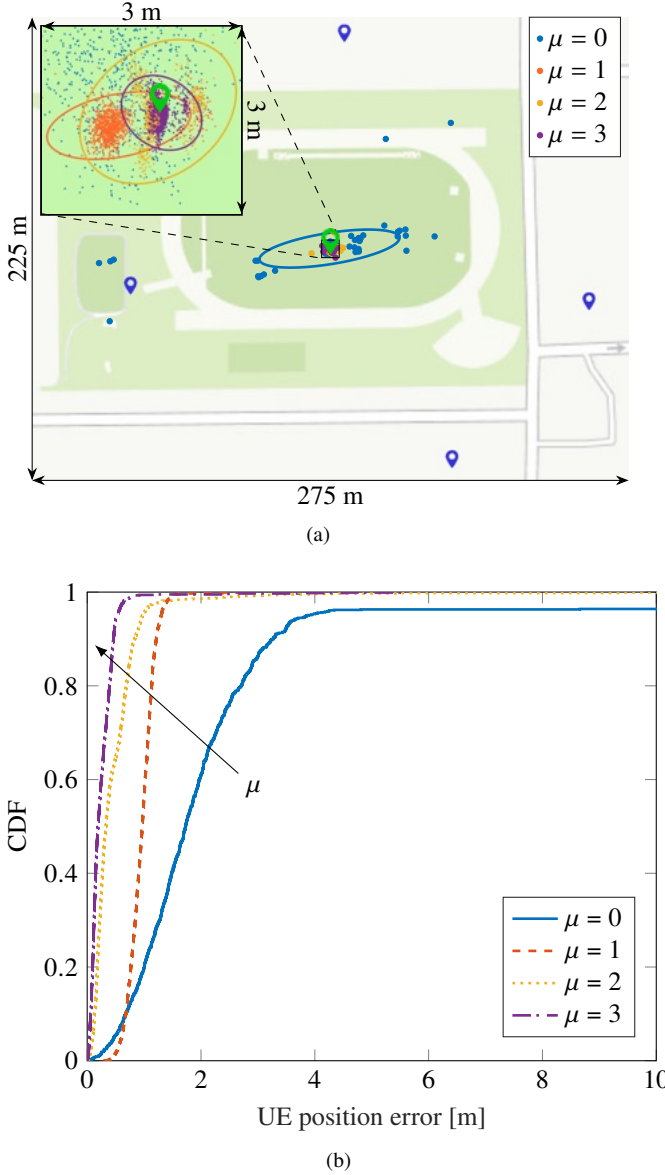 3 m
3 m
μ = 0
μ = 1
μ = 2
μ = 3
225 m
275 m
(a)
1
0.8
0.6
0.4
0.2
0
CDF
μ
μ = 0
μ = 1
μ = 2
μ = 3
0 2 4 6 8 10
UE position error [m]
(b)